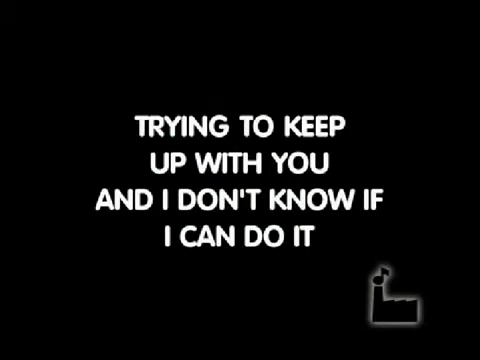 TRYING TO KEEP
UP WITH YOU
AND I DON'T KNOW IF
I CAN DO IT